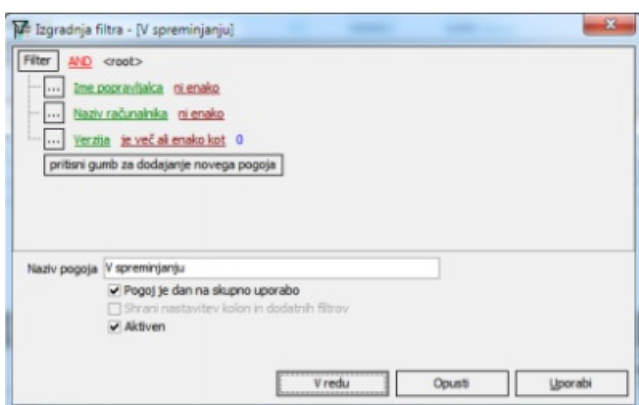 Izgradnja filtra - [V spreminjanju]
Filter AND <root>
... Ime popravljalca ni enako
... Naziv računalnika ni enako
... Verzija je več ali enako kot 0
pritisni gumb za dodajanje novega pogoja
Naziv pogoja V spreminjanju
Pogoj je dan na skupno uporabo
Shrani nastavitev kolon in dodatnih filtrov
Aktiven
V redu Opusti Uporabi